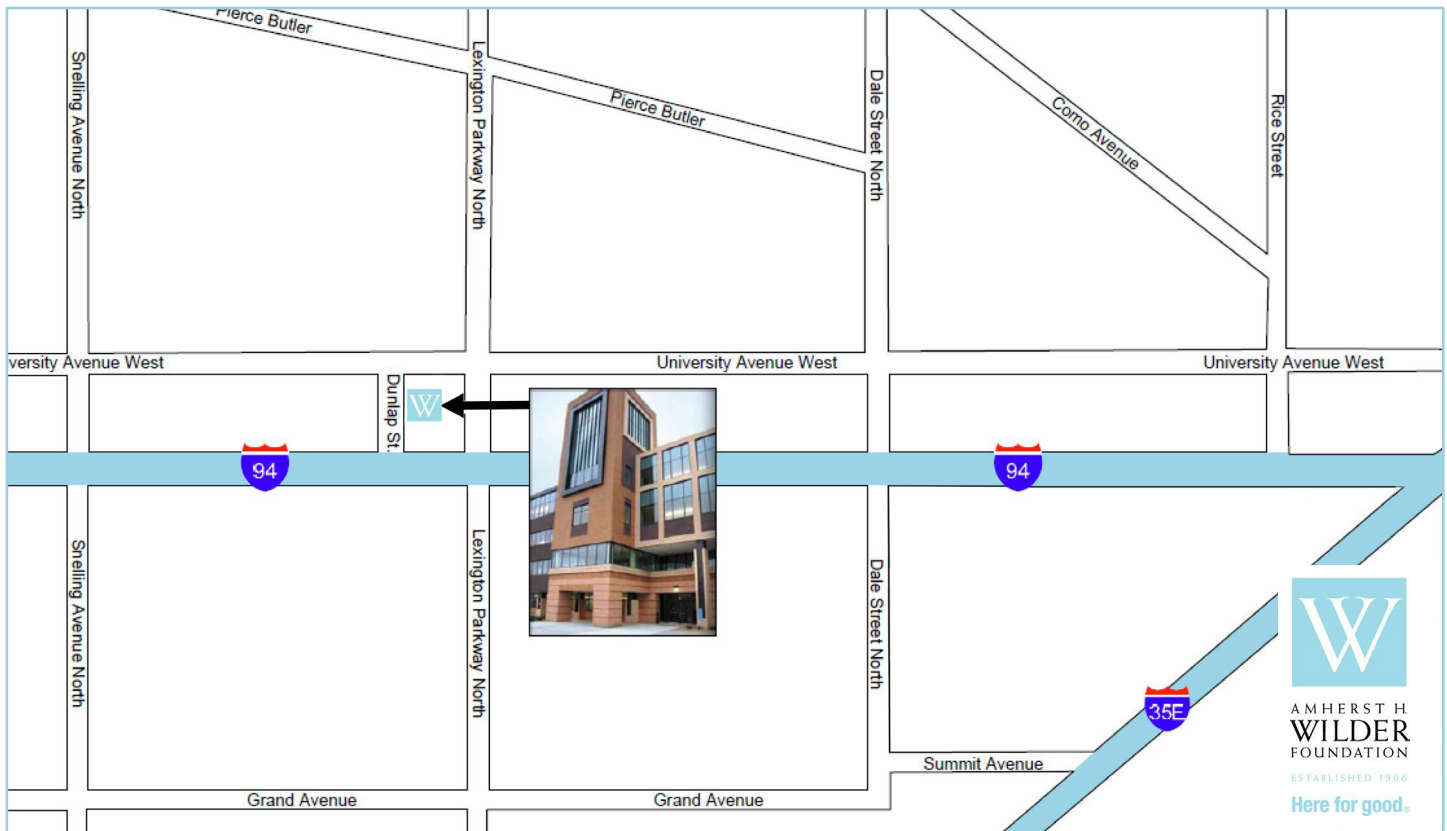 Pierce Butler
Snelling Avenue North
Lexington Parkway North
Pierce Butler
Dale Street North
Como Avenue
Rice Street
versity Avenue West
University Avenue West
University Avenue West
Dunlap St.
W
94
94
Snelling Avenue North
Lexington Parkway North
Dale Street North
35E
Summit Avenue
Grand Avenue
Grand Avenue
W
AMHERST H.
WILDER
FOUNDATION
ESTABLISHED 1906
Here for good®